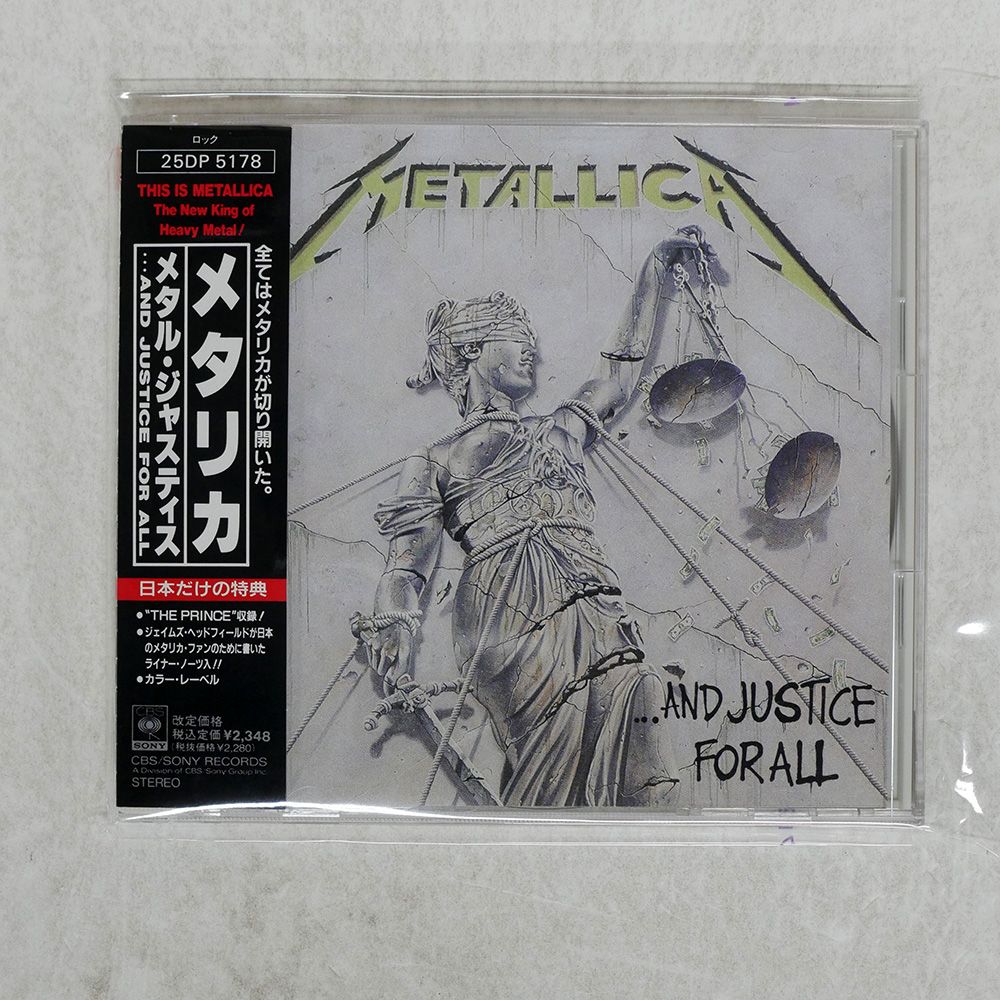 ロック
25DP 5178
THIS IS METALLICA
The New King of
Heavy Metal!
全てはメタリカが切り開いた。
メタリカ
メタル・ジャスティス
...AND JUSTICE FOR ALL
日本だけの特典
●“THE PRINCE”収録!
●ジェイムズ・ヘッドフィールドが日本
のメタリカ・ファンのために書いた
ライナー・ノーツ入!!
●カラー・レーベル
CBS
SONY
改定価格
税込定価¥2,348
(税抜価格¥2,280)
CBS/SONY RECORDS
A Division of CBS Sony Group Inc.
STEREO
METALLICA
...AND JUSTICE
FOR ALL